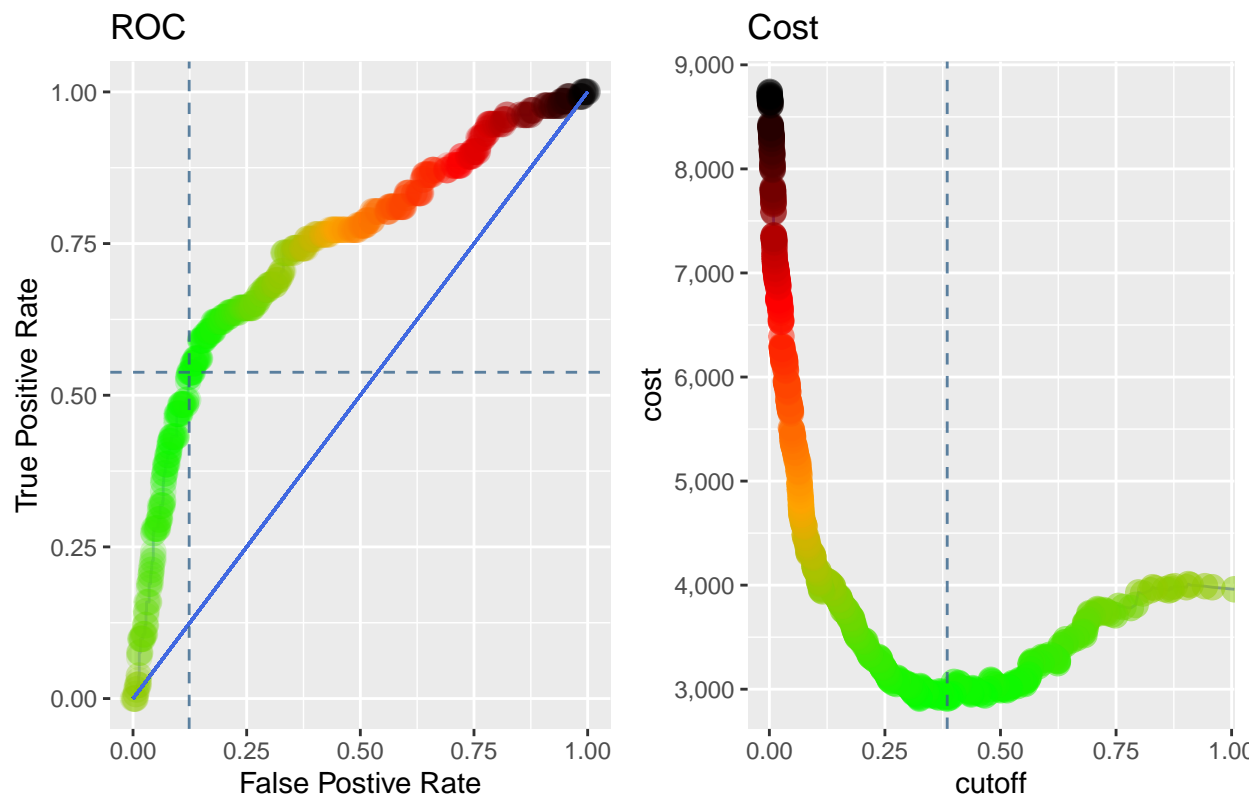 ROC
True Positive Rate
1.00
0.75
0.50
0.25
0.00
0.00 0.25 0.50 0.75 1.00
False Postive Rate
Cost
cost
9,000
8,000
7,000
6,000
5,000
4,000
3,000
0.00 0.25 0.50 0.75 1.00
cutoff